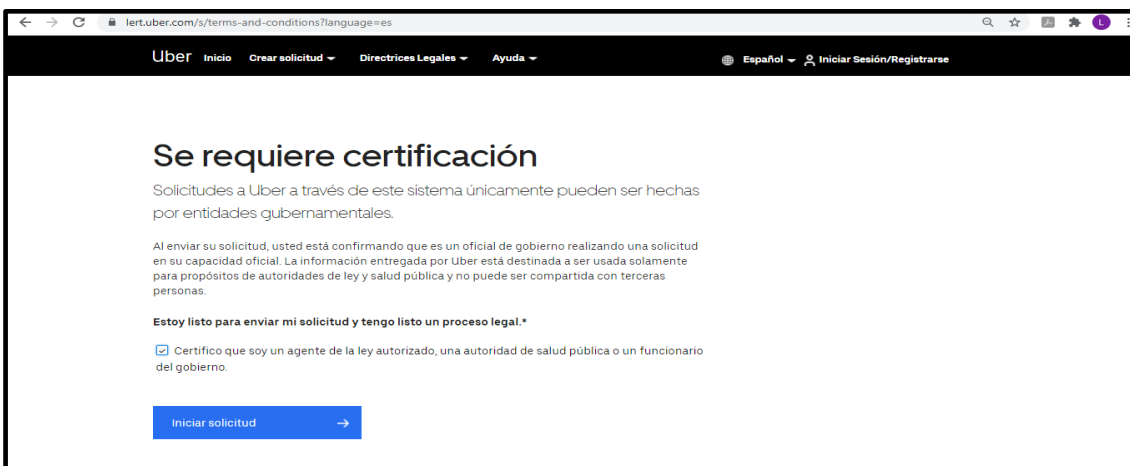 lert.uber.com/s/terms-and-conditions?language=es
L
Uber Inicio Crear solicitud Directrices Legales Ayuda Español Iniciar Sesión/Registrarse
Se requiere certificación
Solicitudes a Uber a través de este sistema únicamente pueden ser hechas
por entidades gubernamentales.
Al enviar su solicitud, usted está confirmando que es un oficial de gobierno realizando una solicitud
en su capacidad oficial. La información entregada por Uber está destinada a ser usada solamente
para propósitos de autoridades de ley y salud pública y no puede ser compartida con terceras
personas.
Estoy listo para enviar mi solicitud y tengo listo un proceso legal.*
Certifico que soy un agente de la ley autorizado, una autoridad de salud pública o un funcionario
del gobierno.
Iniciar solicitud →